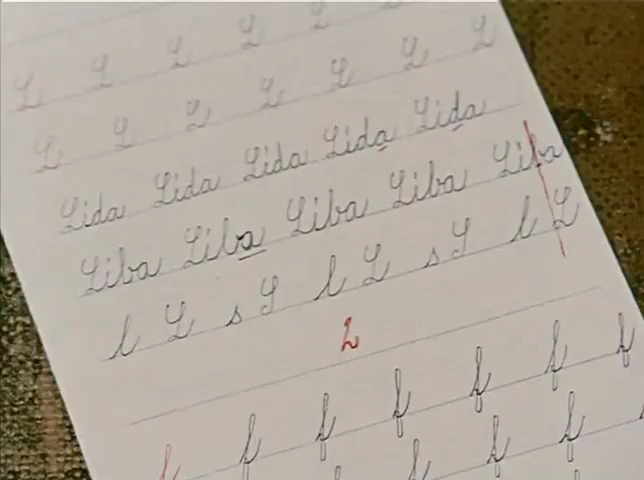 L L L L L
L L L L L L L
L L L L L L
Lida Lida Lida Lida Lida
Liba Liba Liba Liba Liba
l L s S l L s S l L
2
f f f f f f f
f f f